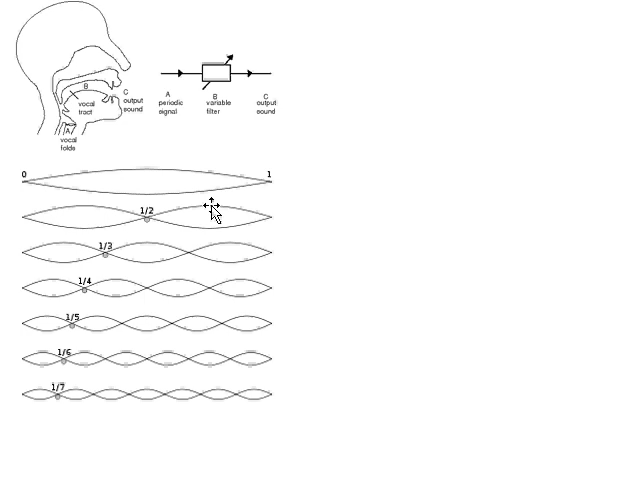 B
vocal
tract
C
output
sound
A
vocal
folds
A
periodic
signal
B
variable
filter
C
output
sound
0
1
1/2
1/3
1/4
1/5
1/6
1/7